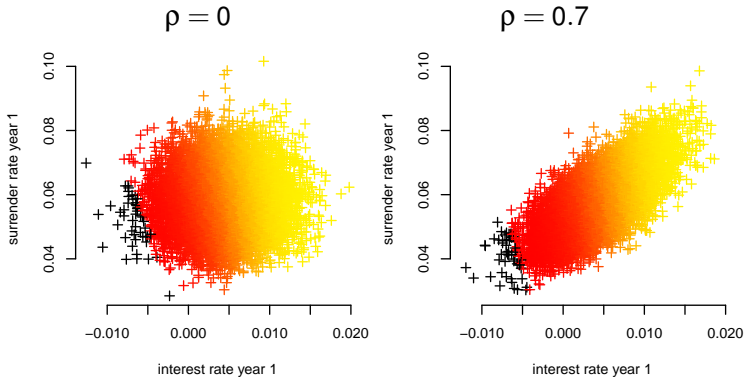 ρ = 0
surrender rate year 1
0.04 0.06 0.08 0.10
−0.010 0.000 0.010 0.020
interest rate year 1
ρ = 0.7
surrender rate year 1
0.04 0.06 0.08 0.10
−0.010 0.000 0.010 0.020
interest rate year 1